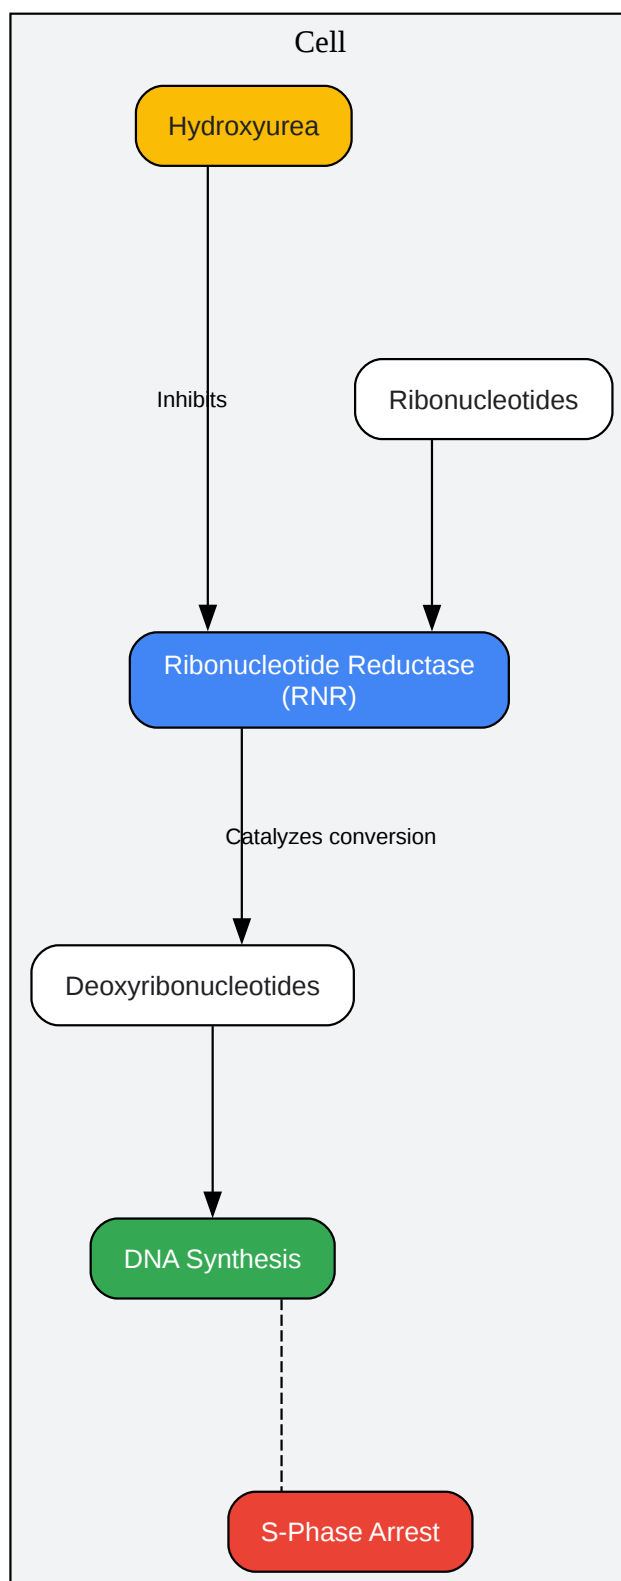 Cell
Hydroxyurea
Inhibits
Ribonucleotides
Ribonucleotide Reductase
(RNR)
Catalyzes conversion
Deoxyribonucleotides
DNA Synthesis
S-Phase Arrest